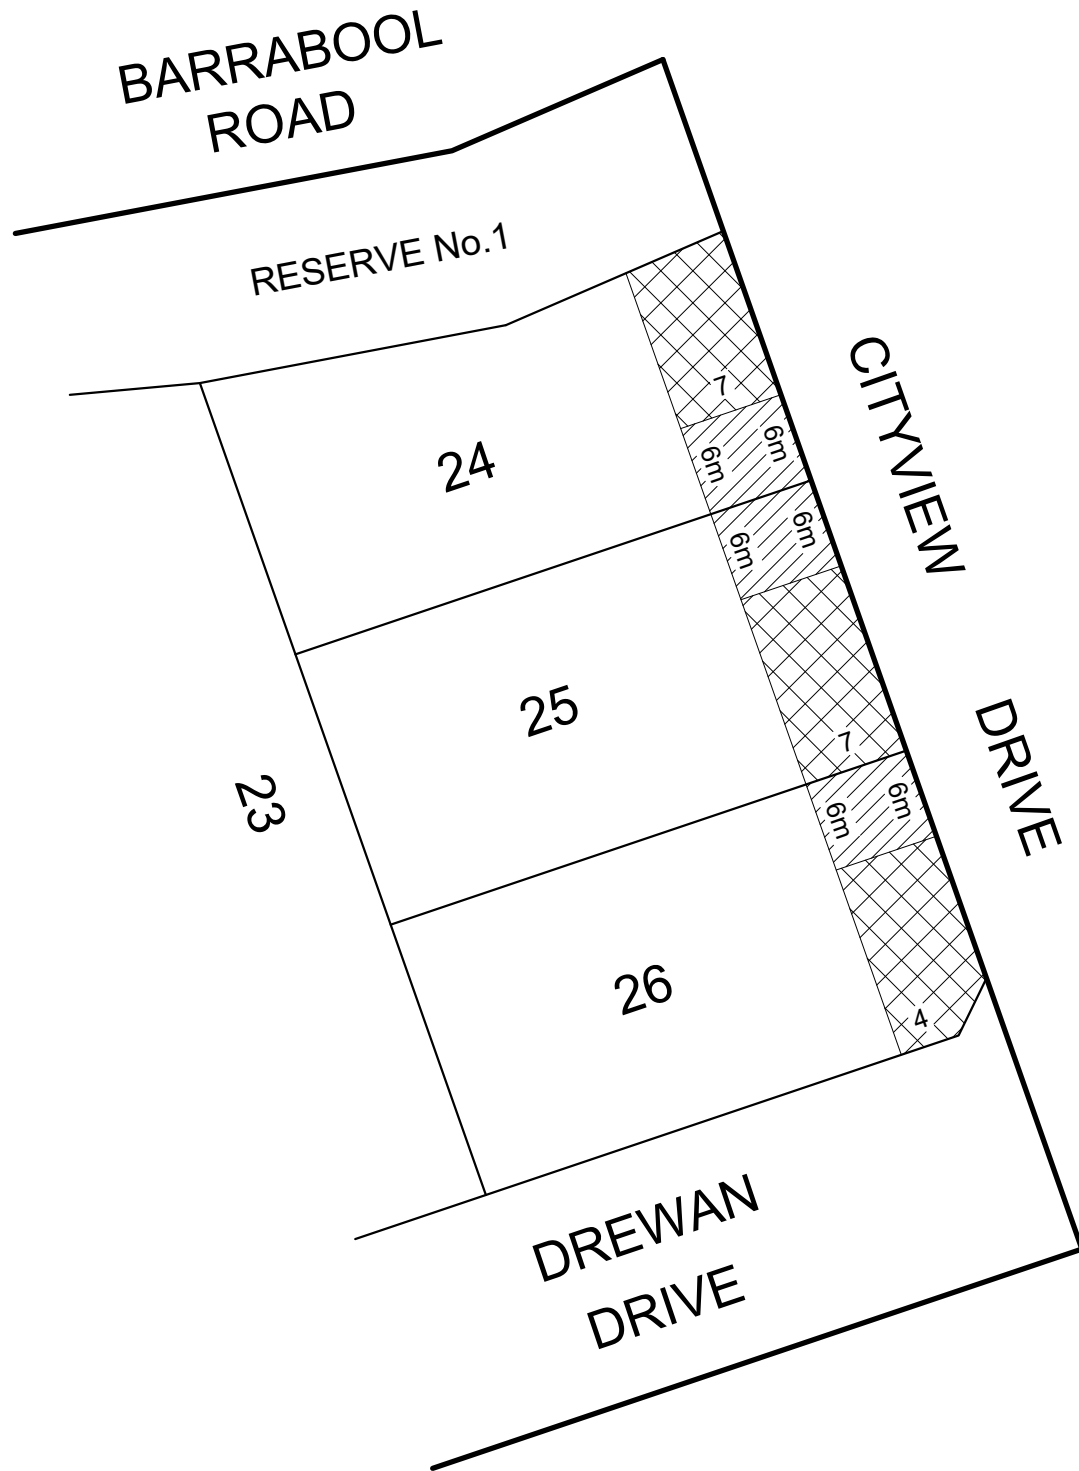 BARRABOOL
ROAD
RESERVE No.1
CITYVIEW
DRIVE
7
6m
6m
24
6m
6m
25
7
23
6m
6m
26
4
DREWAN
DRIVE